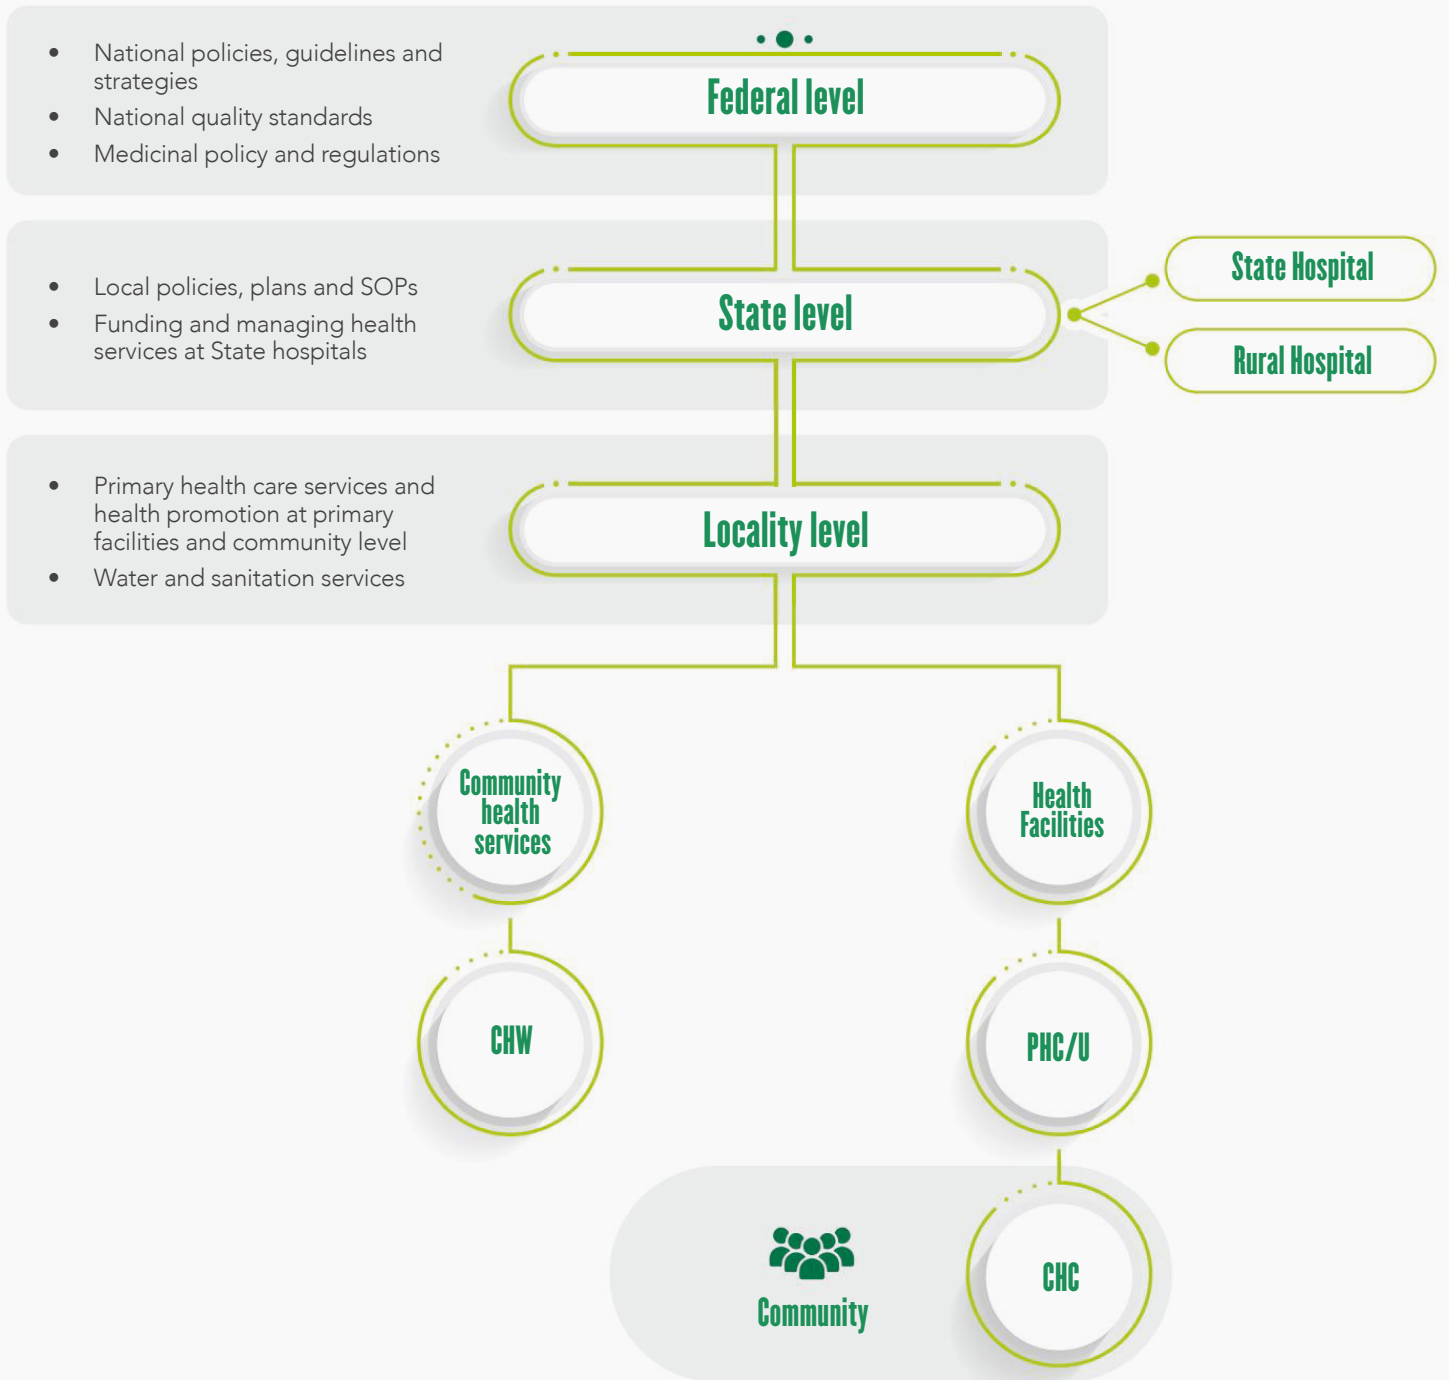 • National policies, guidelines and
strategies
• National quality standards
• Medicinal policy and regulations
Federal level
• Local policies, plans and SOPs
• Funding and managing health
services at State hospitals
State level
State Hospital
Rural Hospital
• Primary health care services and
health promotion at primary
facilities and community level
• Water and sanitation services
Locality level
Community
health
services
Health
Facilities
CHW
PHC/U
Community
CHC